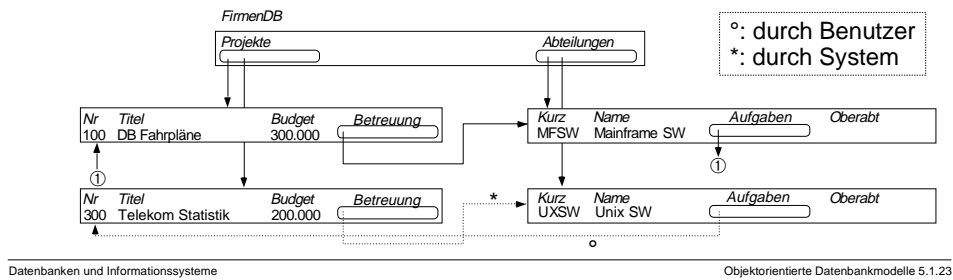 FirmenDB
°: durch Benutzer
*: durch System
Projekte Abteilungen
Nr Titel Budget Betreuung
100 DB Fahrpläne 300.000
Kurz Name Aufgaben Oberabt
MFSW Mainframe SW
① ①
Nr Titel Budget Betreuung
300 Telekom Statistik 200.000
*
Kurz Name Aufgaben Oberabt
UXSW Unix SW
°
Datenbanken und Informationssysteme Objektorientierte Datenbankmodelle 5.1.23